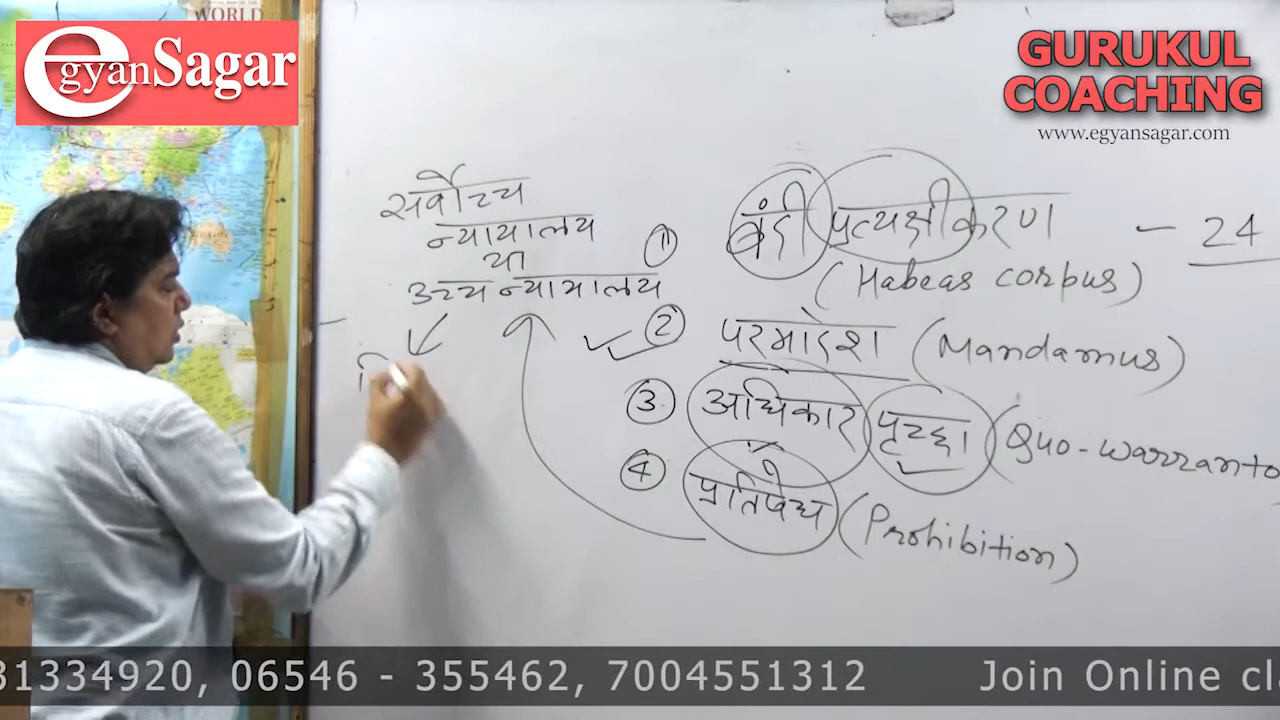 WORLD
egyanSagar
GURUKUL
COACHING
www.egyansagar.com
सर्वोच्च
न्यायालय
या
उच्च न्यायालय
① बंदी प्रत्यक्षीकरण - 24
(Habeas corpus)
② परमादेश (Mandamus)
③ अधिकार पृच्छा (Quo-warranto
④ प्रतिषेध (Prohibition)
31334920, 06546 - 355462, 7004551312 Join Online cla